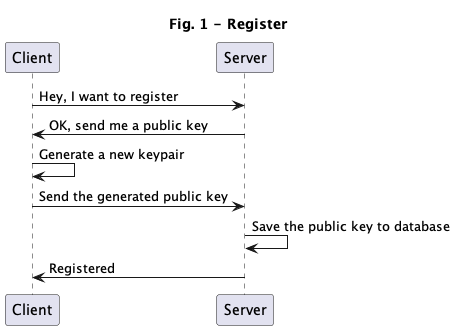 Fig. 1 - Register
Client Server
Hey, I want to register
OK, send me a public key
Generate a new keypair
Send the generated public key
Save the public key to database
Registered
Client Server